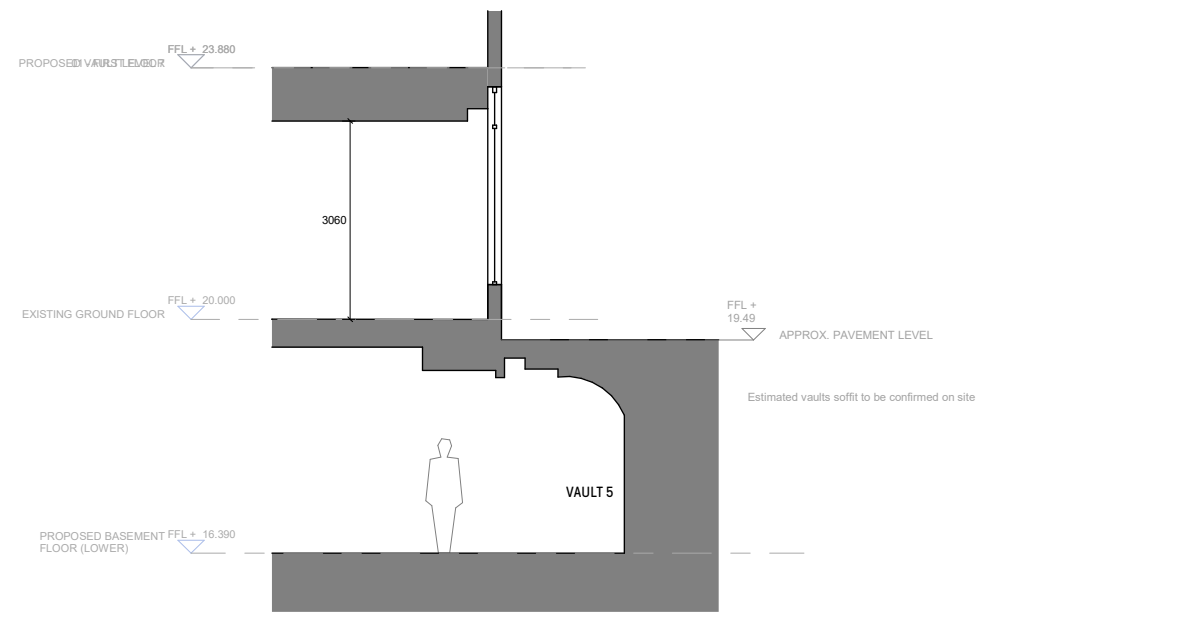 FFL + 23.880
PROPOSED
3060
FFL + 20.000
EXISTING GROUND FLOOR
FFL +
19.49
APPROX. PAVEMENT LEVEL
Estimated vaults soffit to be confirmed on site
VAULT 5
PROPOSED BASEMENT
FLOOR (LOWER)
FFL + 16.390